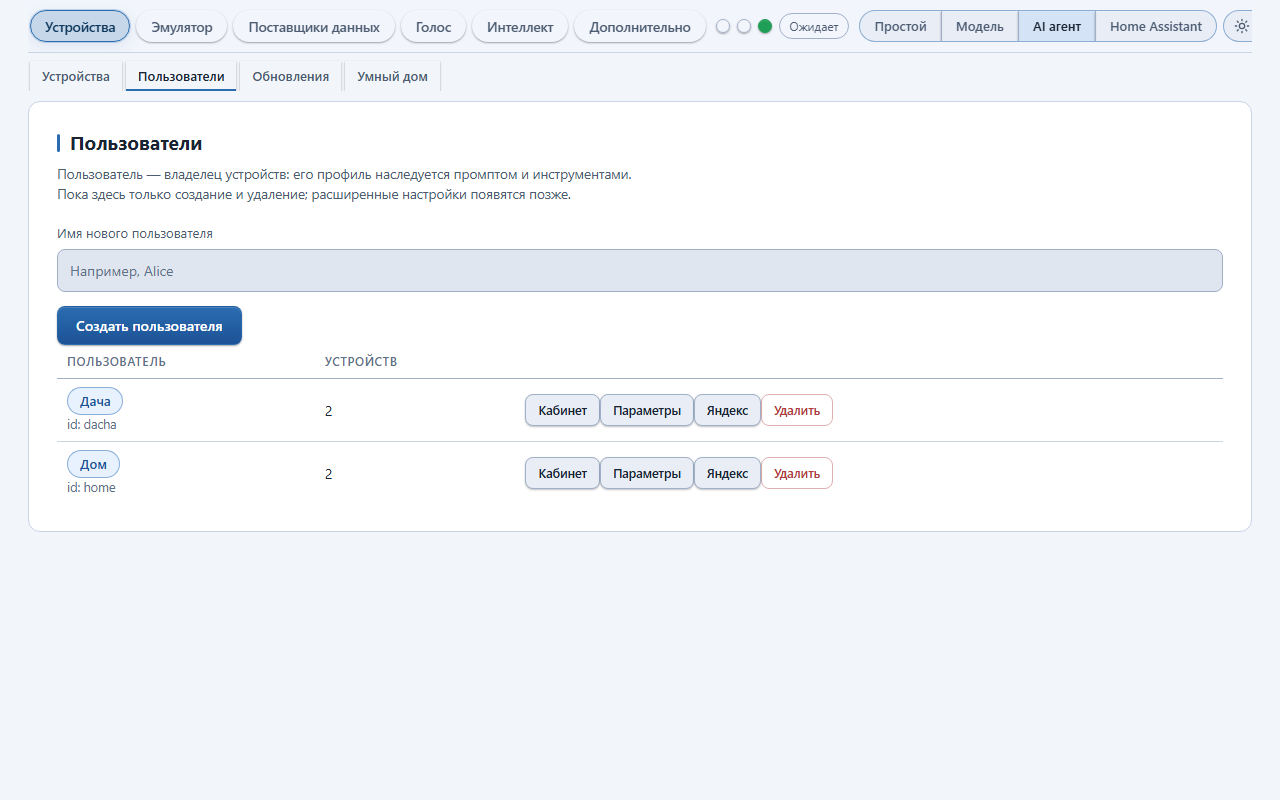 Устройства Эмулятор Поставщики данных Голос Интеллект Дополнительно Ожидает Простой Модель AI агент Home Assistant
Устройства Пользователи Обновления Умный дом
Пользователи
Пользователь — владелец устройств: его профиль наследуется промптом и инструментами.
Пока здесь только создание и удаление; расширенные настройки появятся позже.
Имя нового пользователя
Например, Alice
Создать пользователя
ПОЛЬЗОВАТЕЛЬ УСТРОЙСТВ
Дача
id: dacha
2 Кабинет Параметры Яндекс Удалить
Дом
id: home
2 Кабинет Параметры Яндекс Удалить